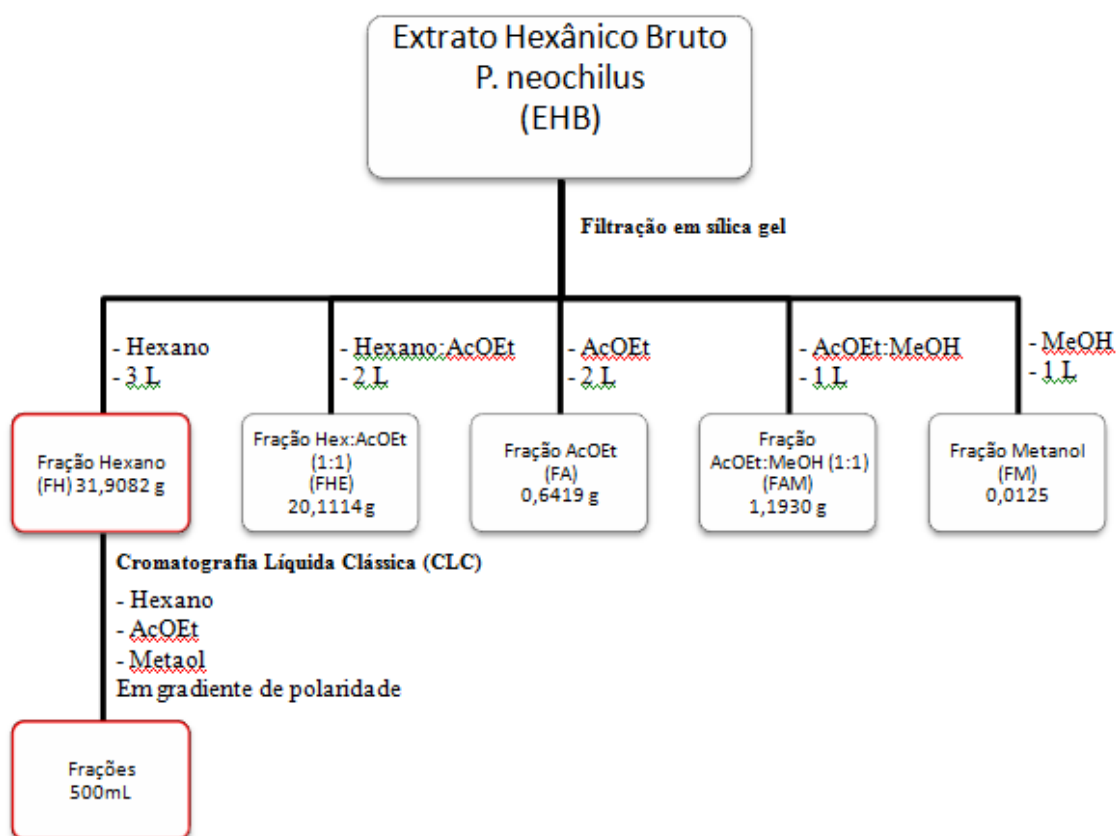 Extrato Hexânico Bruto
P. neochilus
(EHB)
Filtração em sílica gel
- Hexano
- 3 L
- Hexano:AcOEt
- 2 L
- AcOEt
- 2 L
- AcOEt:MeOH
- 1 L
- MeOH
- 1 L
Fração Hexano
(FH) 31,9082 g
Fração Hex:AcOEt
(1:1)
(FHE)
20,1114 g
Fração AcOEt
(FA)
0,6419 g
Fração
AcOEt:MeOH (1:1)
(FAM)
1,1930 g
Fração Metanol
(FM)
0,0125
Cromatografia Líquida Clássica (CLC)
- Hexano
- AcOEt
- Metaol
Em gradiente de polaridade
Frações
500mL